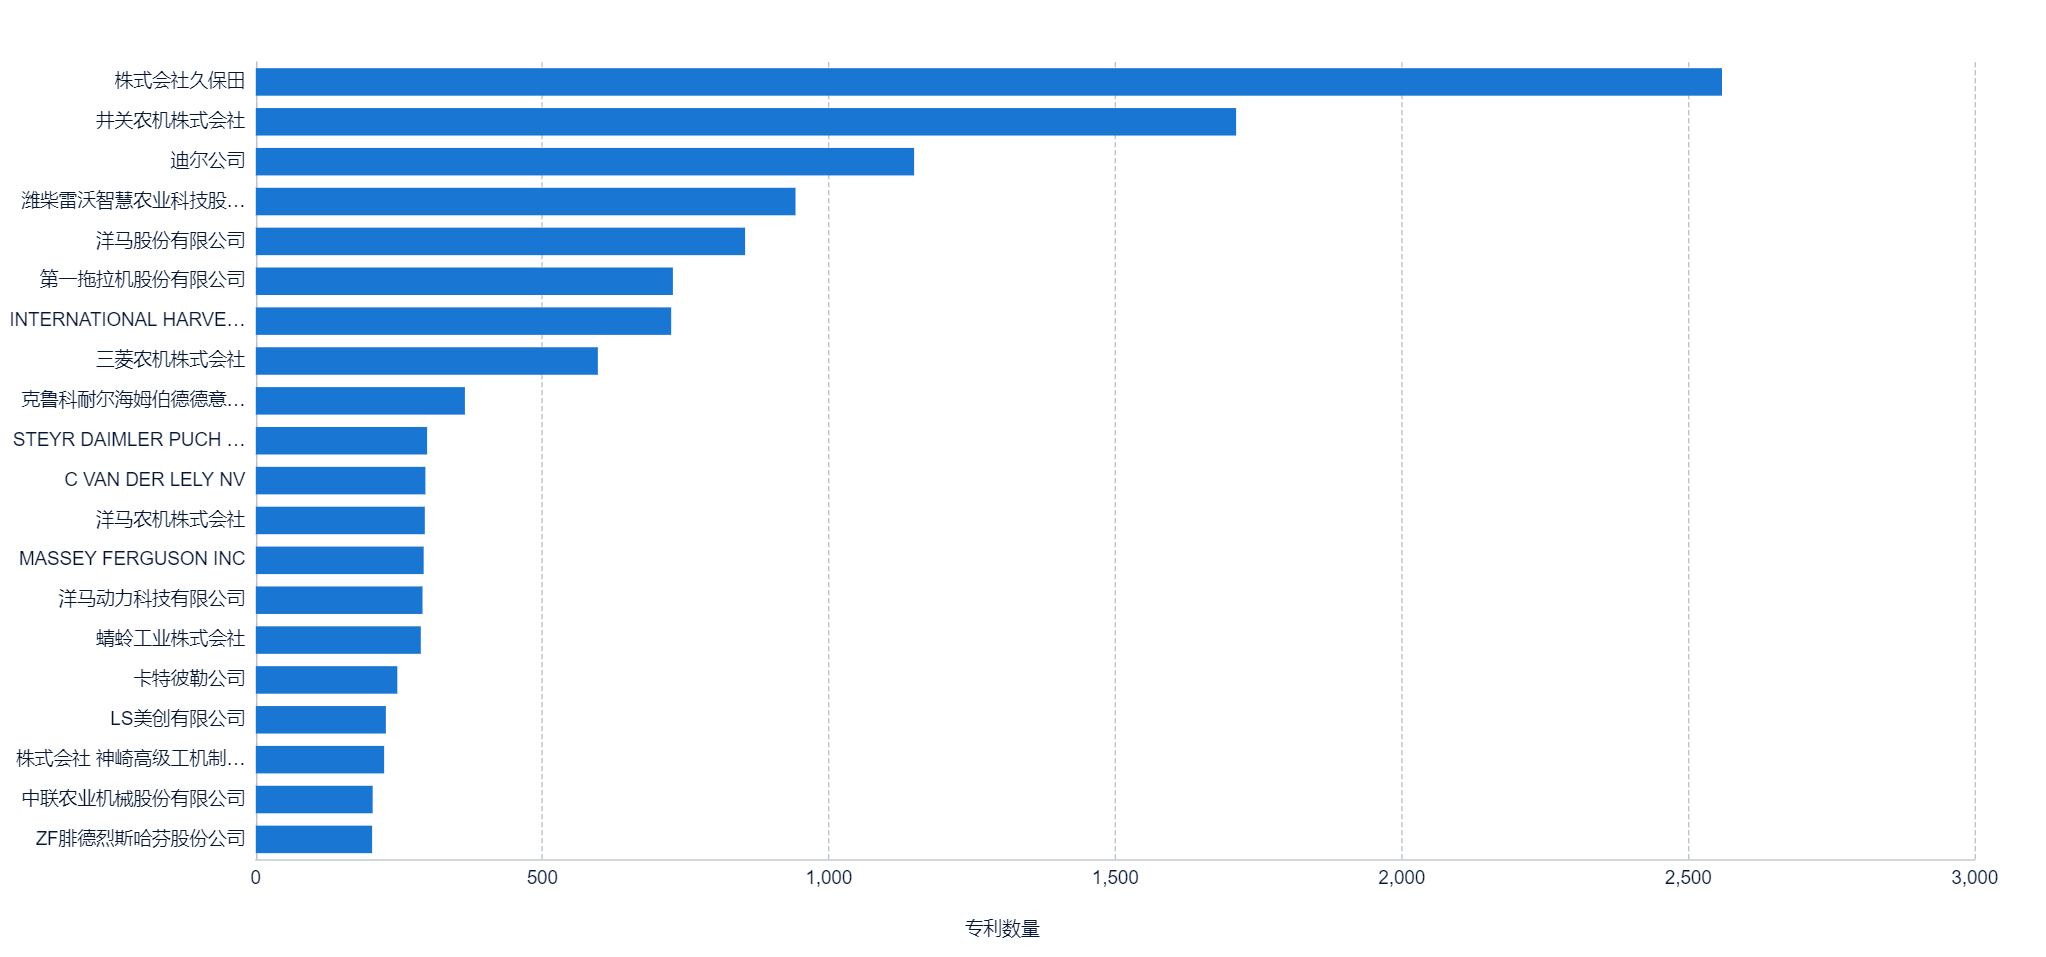 株式会社久保田
井关农机株式会社
迪尔公司
潍柴雷沃智慧农业科技股…
洋马股份有限公司
第一拖拉机股份有限公司
INTERNATIONAL HARVE…
三菱农机株式会社
克鲁科耐尔海姆伯德德意…
STEYR DAIMLER PUCH …
C VAN DER LELY NV
洋马农机株式会社
MASSEY FERGUSON INC
洋马动力科技有限公司
蜻蛉工业株式会社
卡特彼勒公司
LS美创有限公司
株式会社 神崎高级工机制…
中联农业机械股份有限公司
ZF腓德烈斯哈芬股份公司
0 500 1,000 1,500 2,000 2,500 3,000
专利数量